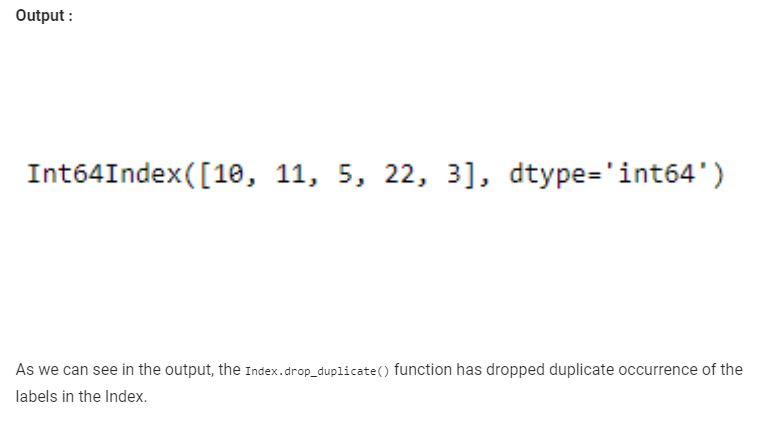 Output :
Int64Index([10, 11, 5, 22, 3], dtype='int64')
As we can see in the output, the Index.drop_duplicate() function has dropped duplicate occurrence of the
labels in the Index.